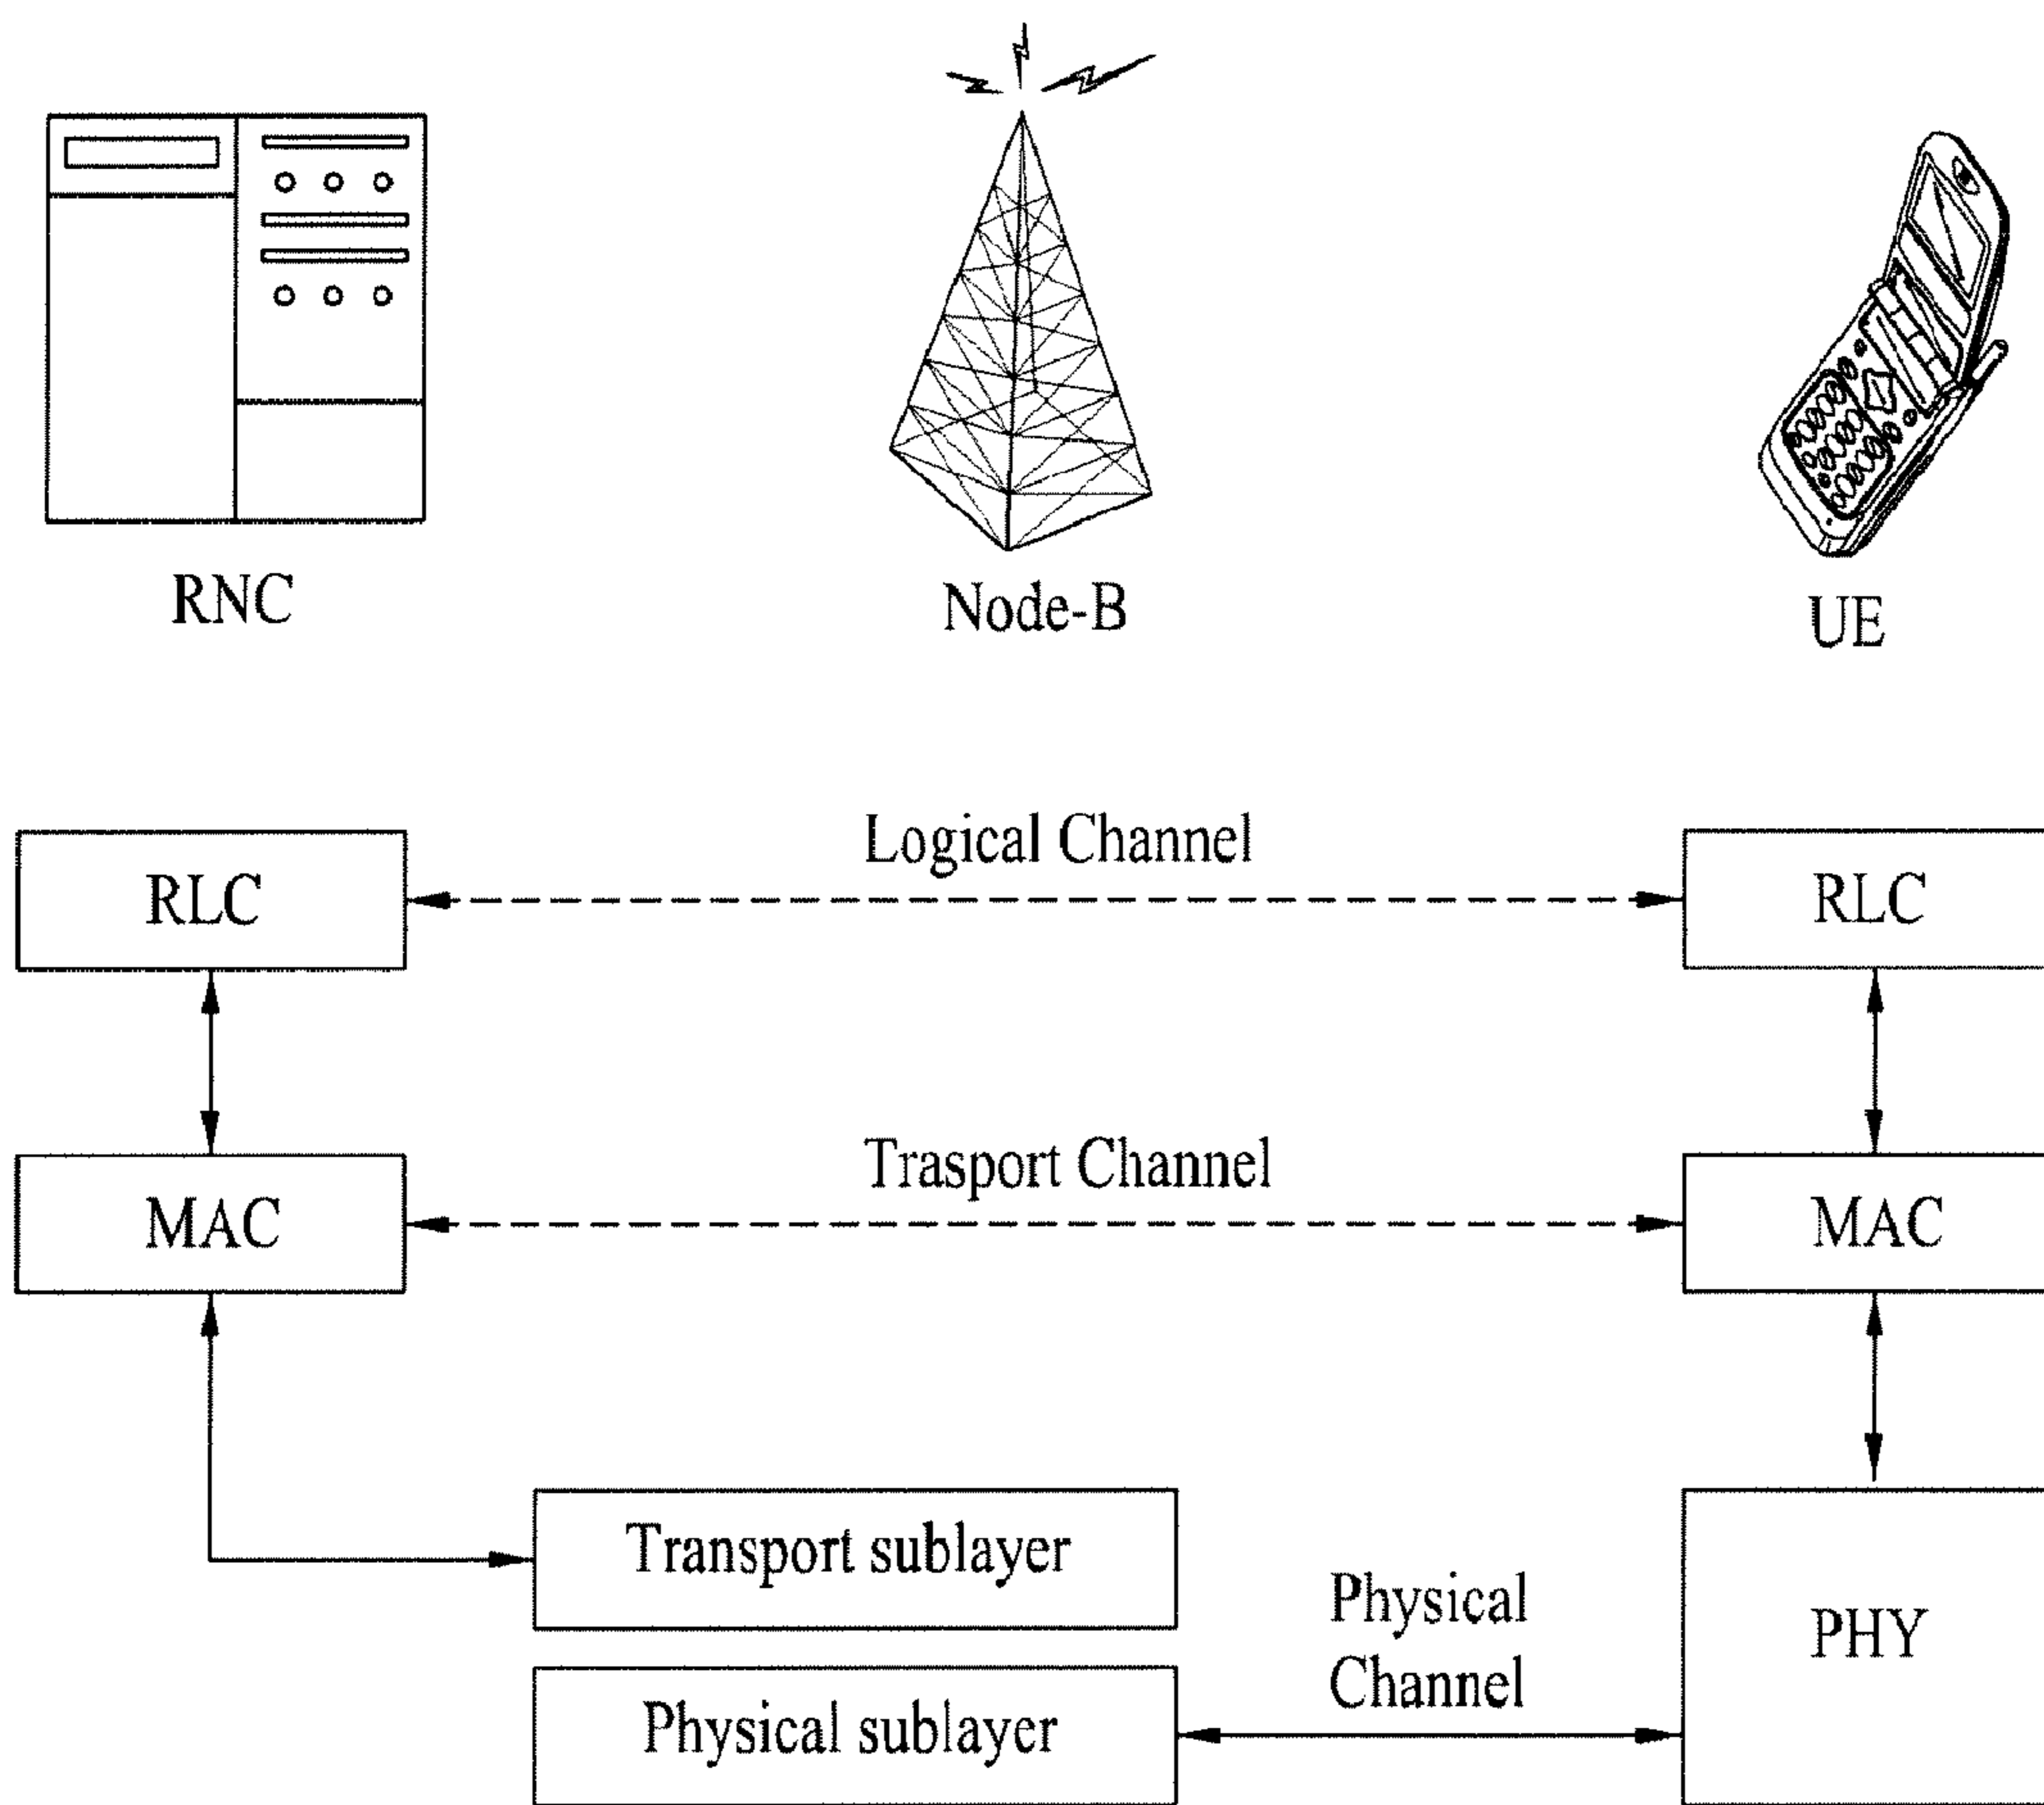 RNC
Node-B
UE
Logical Channel
RLC
RLC
Trasport Channel
MAC
MAC
Transport sublayer
Physical
Channel
PHY
Physical sublayer